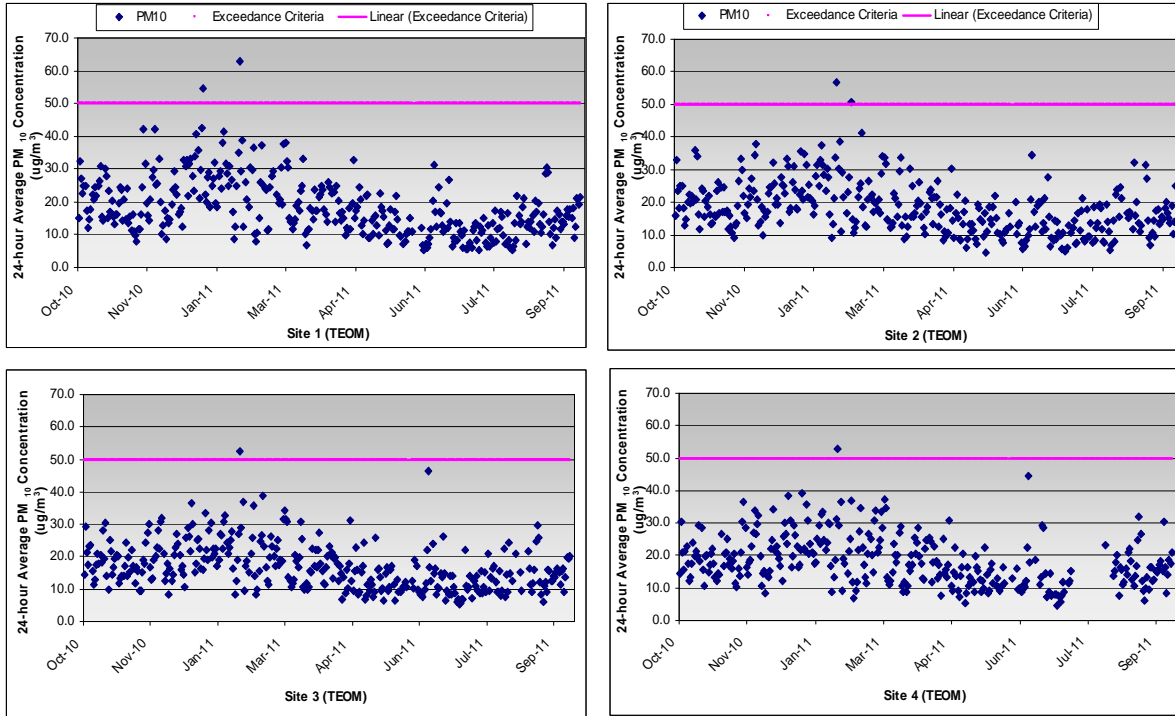 PM10 Exceedance Criteria Linear (Exceedance Criteria)
24-hour Average PM 10 Concentration
(ug/m³)
70.0
60.0
50.0
40.0
30.0
20.0
10.0
0.0
Oct-10
Nov-10
Jan-11
Mar-11
Apr-11
Jun-11
Jul-11
Sep-11
Site 1 (TEOM)
PM10 Exceedance Criteria Linear (Exceedance Criteria)
24-hour Average PM 10 Concentration
(ug/m³)
70.0
60.0
50.0
40.0
30.0
20.0
10.0
0.0
Oct-10
Nov-10
Jan-11
Mar-11
Apr-11
Jun-11
Jul-11
Sep-11
Site 2 (TEOM)
24-hour Average PM 10 Concentration
(ug/m³)
70.0
60.0
50.0
40.0
30.0
20.0
10.0
0.0
Oct-10
Nov-10
Jan-11
Mar-11
Apr-11
Jun-11
Jul-11
Sep-11
Site 3 (TEOM)
24-hour Average PM 10 Concentration
(ug/m³)
70.0
60.0
50.0
40.0
30.0
20.0
10.0
0.0
Oct-10
Nov-10
Jan-11
Mar-11
Apr-11
Jun-11
Jul-11
Sep-11
Site 4 (TEOM)